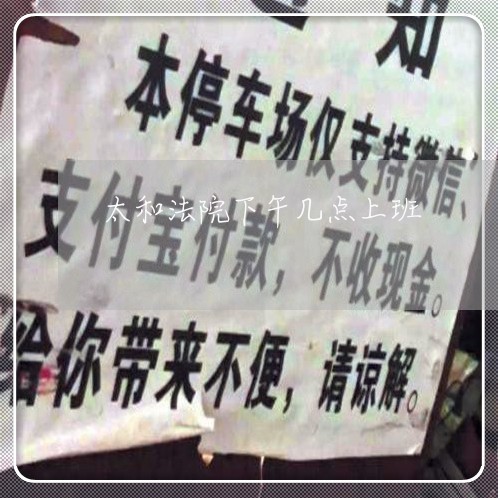 通知
本停车场仅支持微信、
太和法院下午几点上班
支付宝付款，不收现金。
给你带来不便，请谅解。